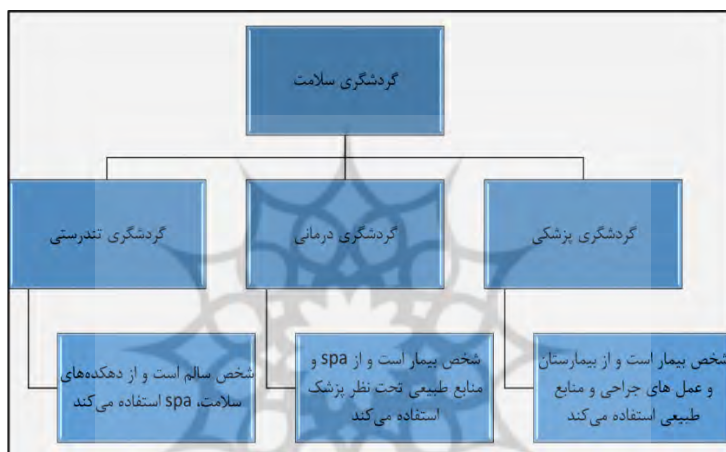 گردشگری سلامت
گردشگری پزشکی
گردشگری درمانی
گردشگری تندرستی
شخص بیمار است و از بیمارستان
و عمل های جراحی و منابع
طبیعی استفاده می‌کند
شخص بیمار است و از spa و
منابع طبیعی تحت نظر پزشک
استفاده می‌کند
شخص سالم است و از دهکده‌های
سلامت، spa استفاده می‌کند